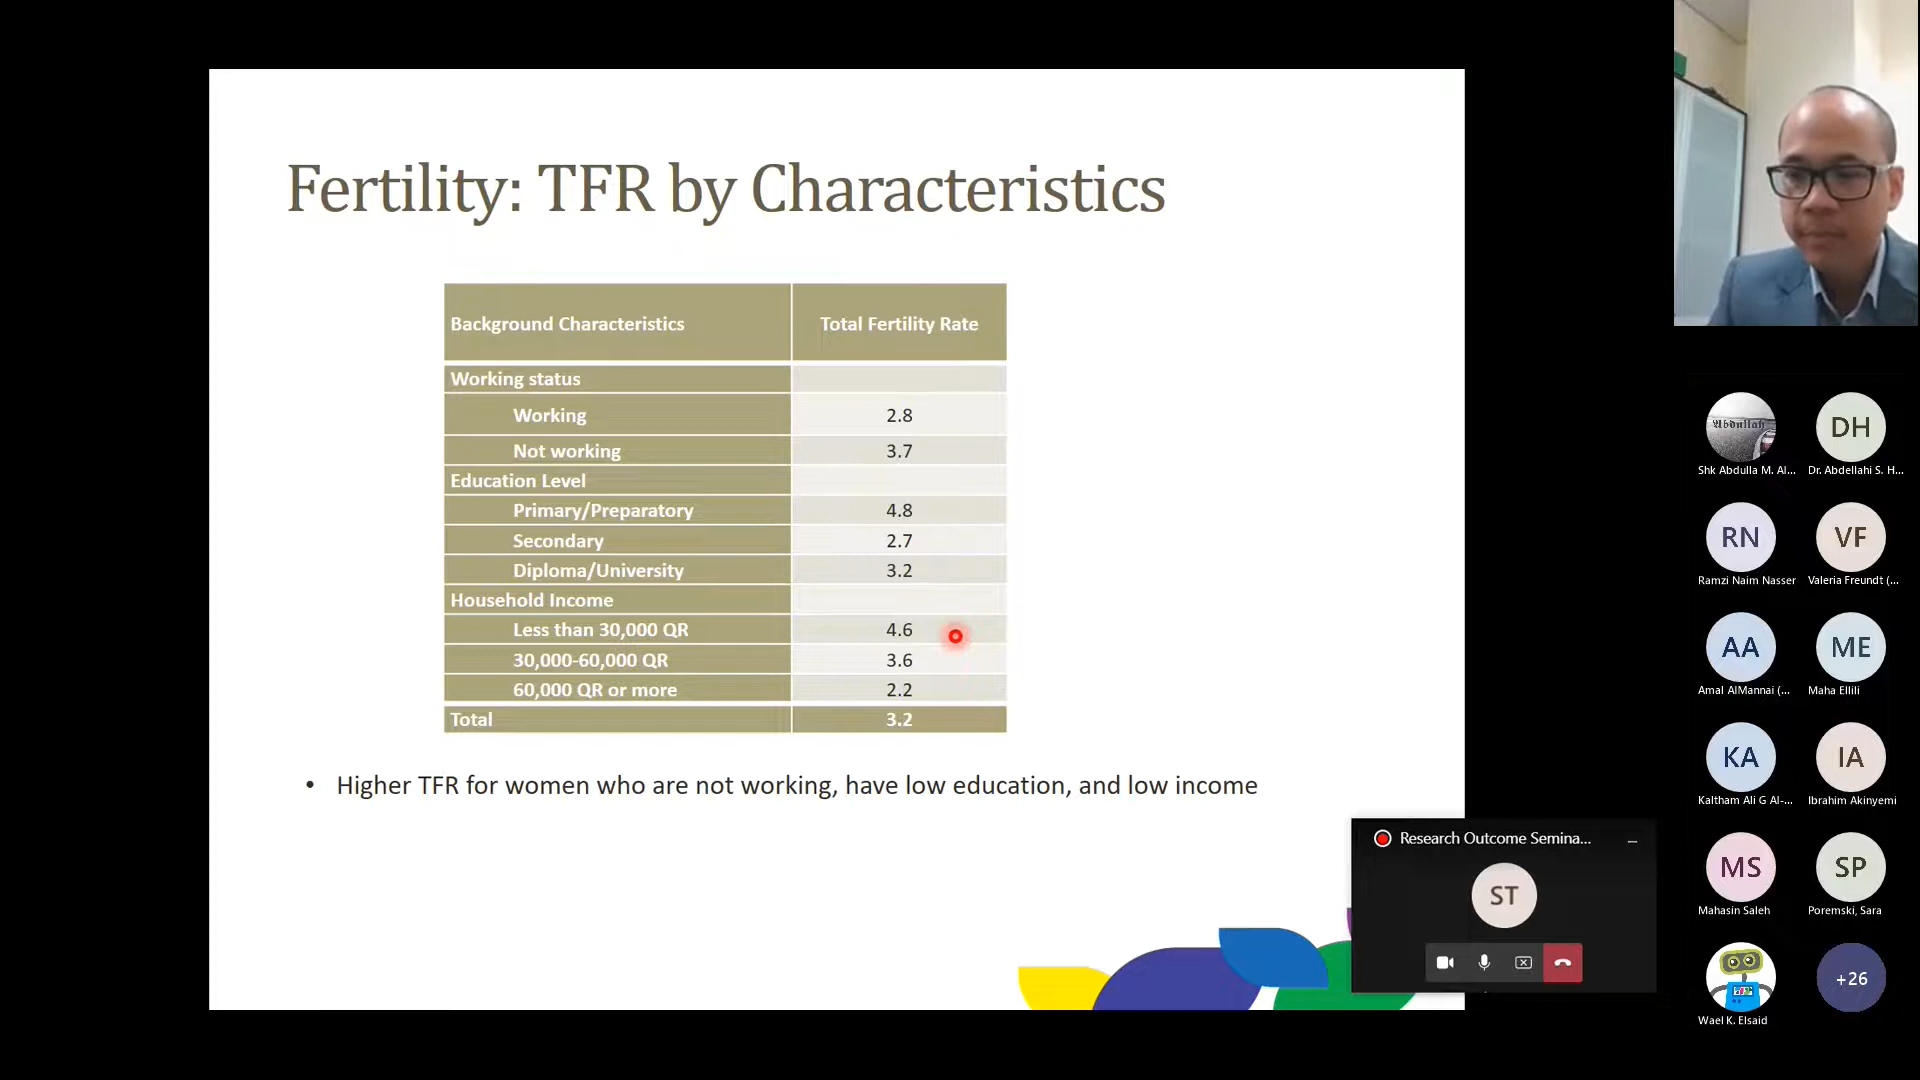 Fertility: TFR by Characteristics
Background Characteristics Total Fertility Rate
Working status
Working 2.8
Not working 3.7
Education Level
Primary/Preparatory 4.8
Secondary 2.7
Diploma/University 3.2
Household Income
Less than 30,000 QR 4.6
30,000-60,000 QR 3.6
60,000 QR or more 2.2
Total 3.2
• Higher TFR for women who are not working, have low education, and low income
Research Outcome Semina...
ST
Abdullah
DH
Shk Abdulla M. Al... Dr. Abdellahi S. H...
RN VF
Ramzi Naim Nasser Valeria Freundt (...
AA ME
Amal AlMannai (... Maha Ellili
KA IA
Kaltham Ali G Al-... Ibrahim Akinyemi
MS SP
Mahasin Saleh Poremski, Sara
+26
Wael K. Elsaid